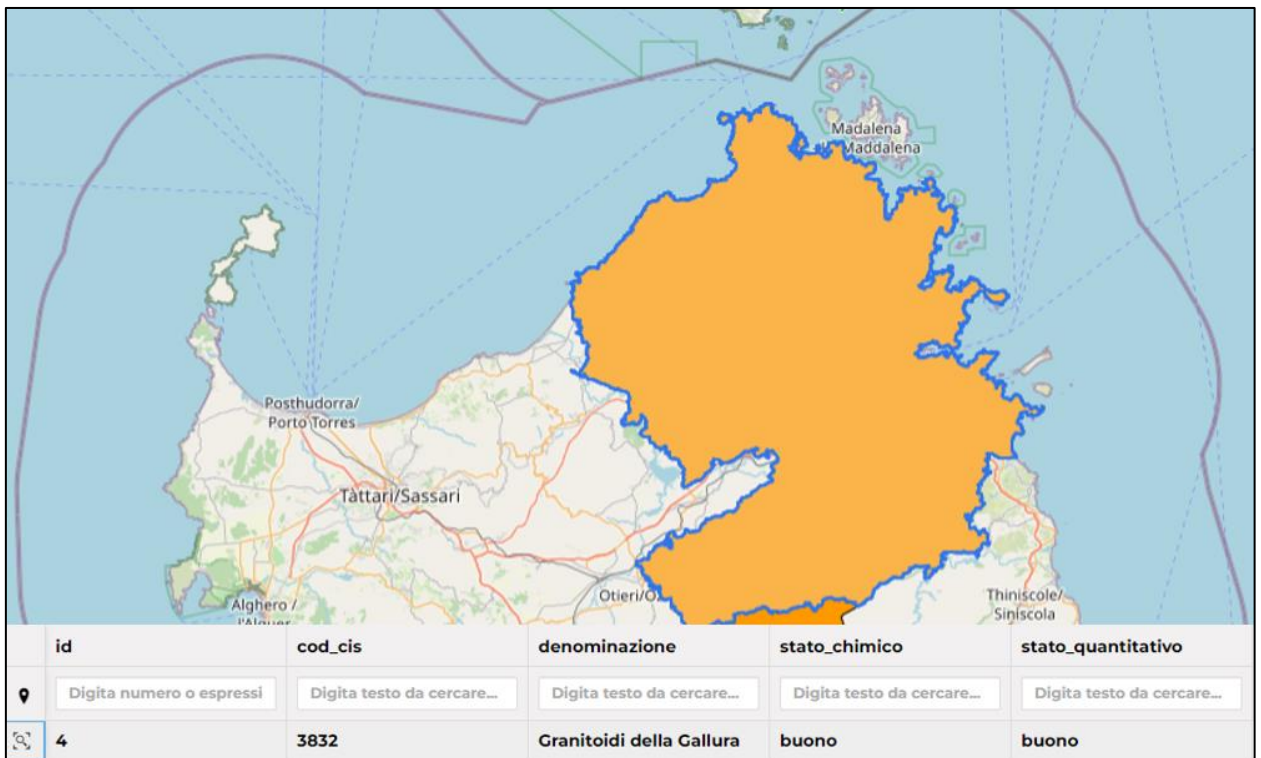 Madalena
Maddalena
Posthudorra/
Porto Torres
Tàttari/Sassari
Alghero /
Otieri/O
Thiniscole/
Siniscola
id cod_cis denominazione stato_chimico stato_quantitativo
Digita numero o espressi Digita testo da cercare... Digita testo da cercare... Digita testo da cercare... Digita testo da cercare...
4 3832 Granitoidi della Gallura buono buono